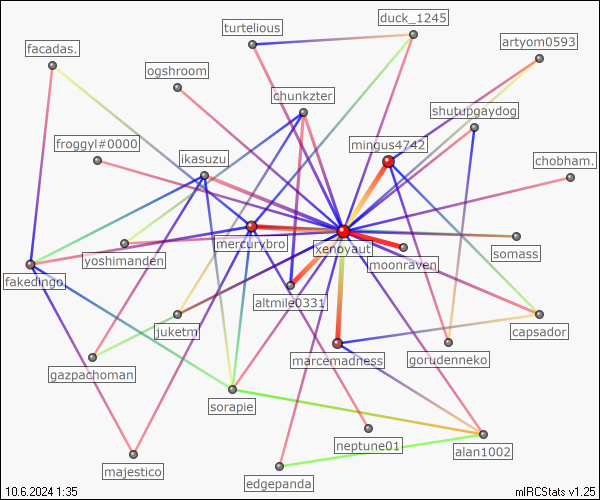 duck_1245
turtelious
artyom0593
facadas.
ogshroom
chunkzter
shutupgaydog
froggyl#0000
mingus4742
ikasuzu
chobham.
mercurybro
xenoyaut
somass
yoshimanden
moonraven
fakedingo
altmile0331
juketm
capsador
marcemadness
gorudenneko
gazpachoman
sorapie
neptune01
alan1002
majestico
edgepanda
10.6.2024 1:35
mIRCStats v1.25